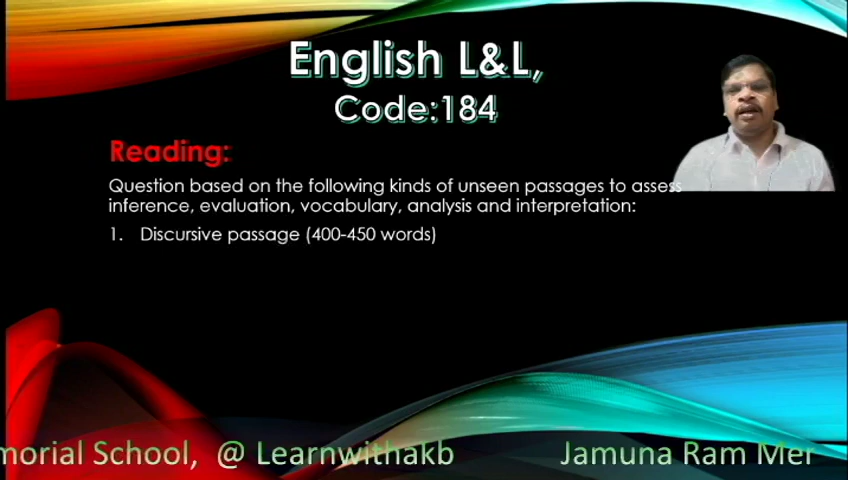 English L&L,
Code:184
Reading:
Question based on the following kinds of unseen passages to assess
inference, evaluation, vocabulary, analysis and interpretation:
1. Discursive passage (400-450 words)
morial School, @ Learnwithakb Jamuna Ram Mer